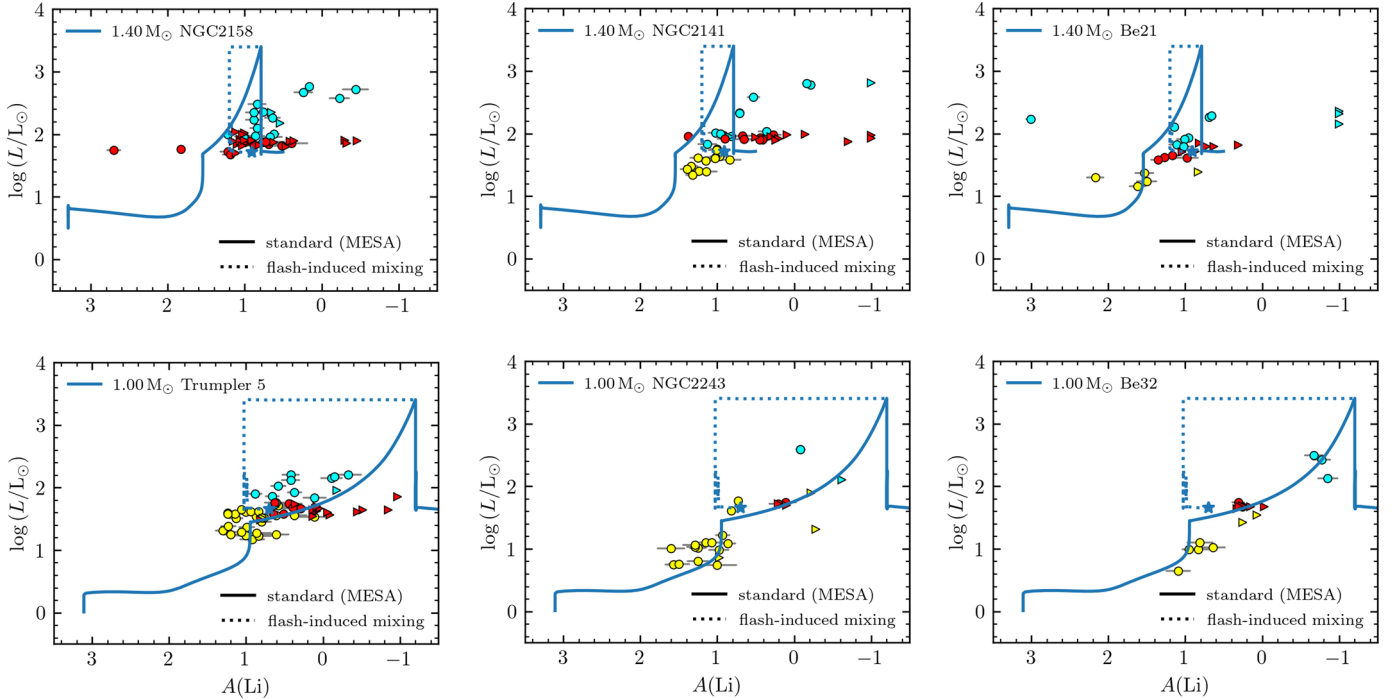 1.40 M⊙ NGC2158
log (L/L⊙)
4
3
2
1
0
standard (MESA)
flash-induced mixing
3 2 1 0 −1
1.40 M⊙ NGC2141
log (L/L⊙)
4
3
2
1
0
standard (MESA)
flash-induced mixing
3 2 1 0 −1
1.40 M⊙ Be21
log (L/L⊙)
4
3
2
1
0
standard (MESA)
flash-induced mixing
3 2 1 0 −1
1.00 M⊙ Trumpler 5
log (L/L⊙)
4
3
2
1
0
standard (MESA)
flash-induced mixing
3 2 1 0 −1
A(Li)
1.00 M⊙ NGC2243
log (L/L⊙)
4
3
2
1
0
standard (MESA)
flash-induced mixing
3 2 1 0 −1
A(Li)
1.00 M⊙ Be32
log (L/L⊙)
4
3
2
1
0
standard (MESA)
flash-induced mixing
3 2 1 0 −1
A(Li)